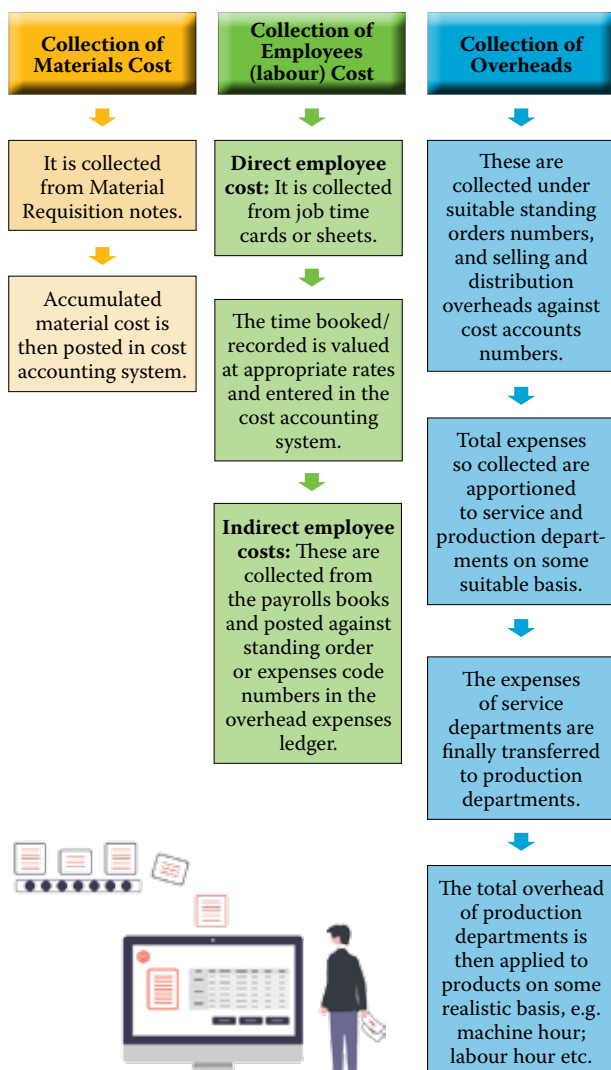 Collection of
Materials Cost
It is collected
from Material
Requisition notes.
Accumulated
material cost is
then posted in cost
accounting system.
Collection of
Employees
(labour) Cost
Direct employee
cost: It is collected
from job time
cards or sheets.
The time booked/
recorded is valued
at appropriate rates
and entered in the
cost accounting
system.
Indirect employee
costs: These are
collected from
the payrolls books
and posted against
standing order
or expenses code
numbers in the
overhead expenses
ledger.
Collection of
Overheads
These are
collected under
suitable standing
orders numbers,
and selling and
distribution
overheads against
cost accounts
numbers.
Total expenses
so collected are
apportioned
to service and
production depart-
ments on some
suitable basis.
The expenses
of service
departments are
finally transferred
to production
departments.
The total overhead
of production
departments is
then applied to
products on some
realistic basis, e.g.
machine hour;
labour hour etc.